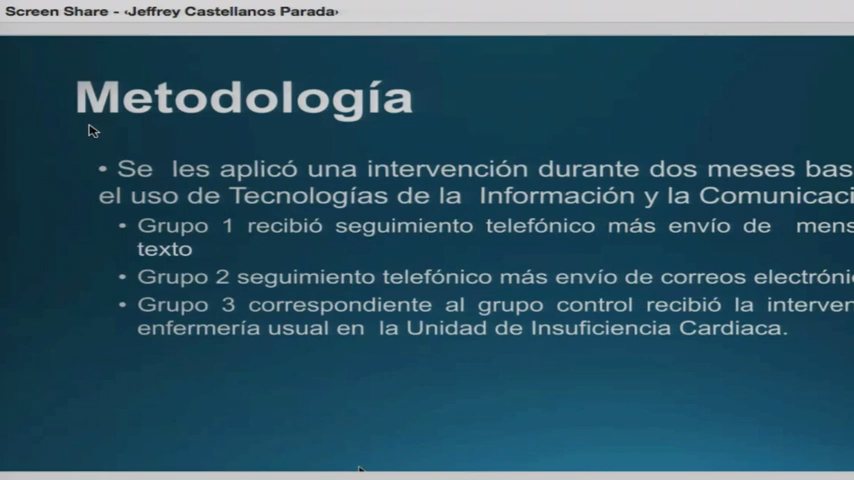 Screen Share - ‹Jeffrey Castellanos Parada›
Metodología
• Se les aplicó una intervención durante dos meses bas
el uso de Tecnologías de la Información y la Comunicaci
• Grupo 1 recibió seguimiento telefónico más envío de mens
texto
• Grupo 2 seguimiento telefónico más envío de correos electróni
• Grupo 3 correspondiente al grupo control recibió la interven
enfermería usual en la Unidad de Insuficiencia Cardiaca.